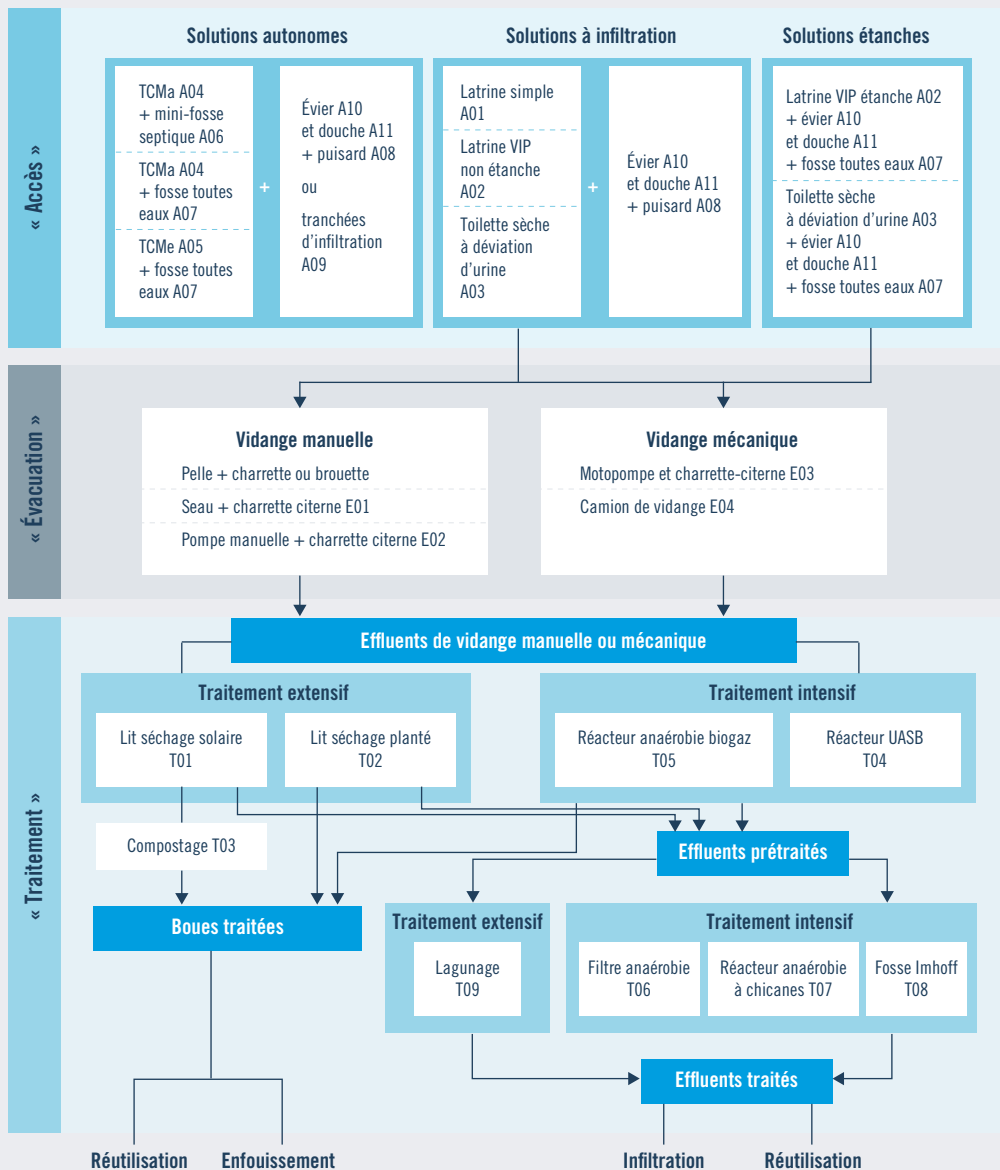 « Accès »
Solutions autonomes
TCMa A04
+ mini-fosse
septique A06
TCMa A04
+ fosse toutes
eaux A07
TCMe A05
+ fosse toutes
eaux A07
+
Évier A10
et douche A11
+ puisard A08
ou
tranchées
d'infiltration
A09
Solutions à infiltration
Latrine simple
A01
Latrine VIP
non étanche
A02
Toilette sèche
à déviation
d'urine
A03
+
Évier A10
et douche A11
+ puisard A08
Solutions étanches
Latrine VIP étanche A02
+ évier A10
et douche A11
+ fosse toutes eaux A07
Toilette sèche
à déviation d'urine A03
+ évier A10
et douche A11
+ fosse toutes eaux A07
« Évacuation »
Vidange manuelle
Pelle + charrette ou brouette
Seau + charrette citerne E01
Pompe manuelle + charrette citerne E02
Vidange mécanique
Motopompe et charrette-citerne E03
Camion de vidange E04
« Traitement »
Effluents de vidange manuelle ou mécanique
Traitement extensif
Lit séchage solaire
T01
Lit séchage planté
T02
Traitement intensif
Réacteur anaérobie biogaz
T05
Réacteur UASB
T04
Compostage T03
Effluents prétraités
Boues traitées
Traitement extensif
Lagunage
T09
Traitement intensif
Filtre anaérobie
T06
Réacteur anaérobie
à chicanes T07
Fosse Imhoff
T08
Effluents traités
Réutilisation
Enfouissement
Infiltration
Réutilisation